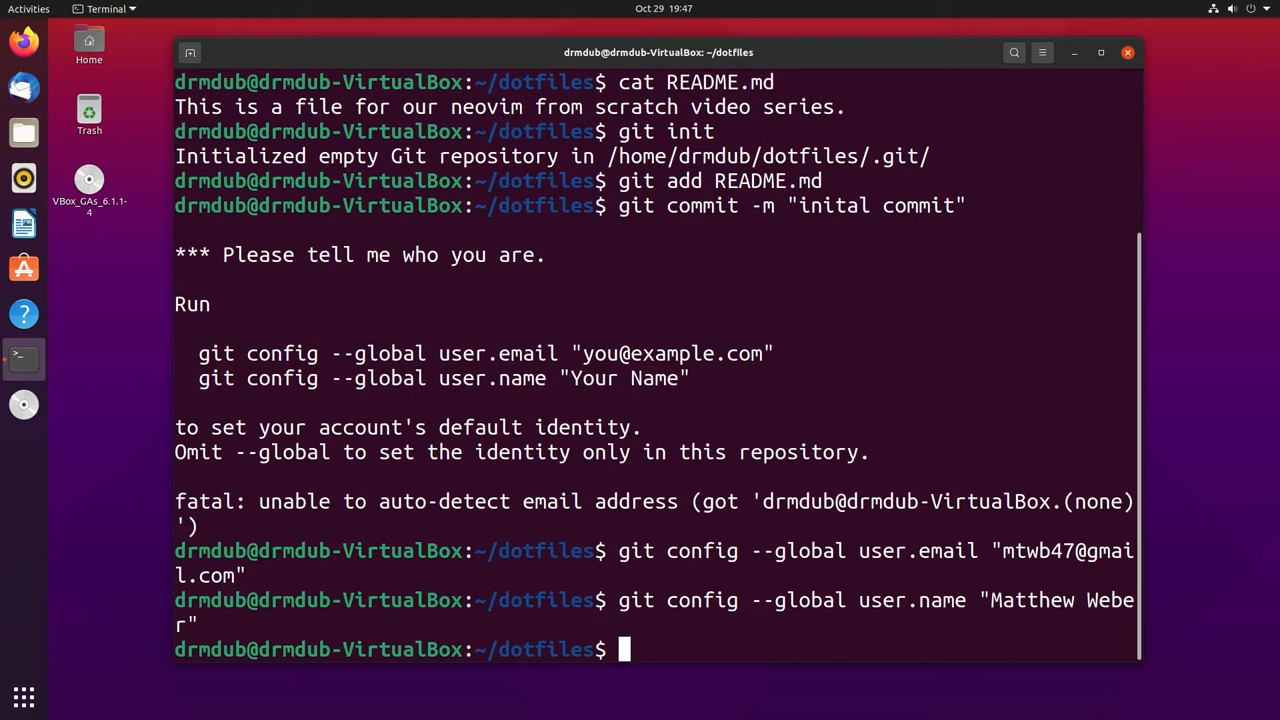 Activities
Terminal
Oct 29 19:47
Home
Trash
VBox_GAs_6.1.1-
4
drmdub@drmdub-VirtualBox: ~/dotfiles
drmdub@drmdub-VirtualBox:~/dotfiles$ cat README.md
This is a file for our neovim from scratch video series.
drmdub@drmdub-VirtualBox:~/dotfiles$ git init
Initialized empty Git repository in /home/drmdub/dotfiles/.git/
drmdub@drmdub-VirtualBox:~/dotfiles$ git add README.md
drmdub@drmdub-VirtualBox:~/dotfiles$ git commit -m "inital commit"
*** Please tell me who you are.
Run
git config --global user.email "you@example.com"
git config --global user.name "Your Name"
to set your account's default identity.
Omit --global to set the identity only in this repository.
fatal: unable to auto-detect email address (got 'drmdub@drmdub-VirtualBox.(none)
')
drmdub@drmdub-VirtualBox:~/dotfiles$ git config --global user.email "mtwb47@gmai
l.com"
drmdub@drmdub-VirtualBox:~/dotfiles$ git config --global user.name "Matthew Webe
r"
drmdub@drmdub-VirtualBox:~/dotfiles$